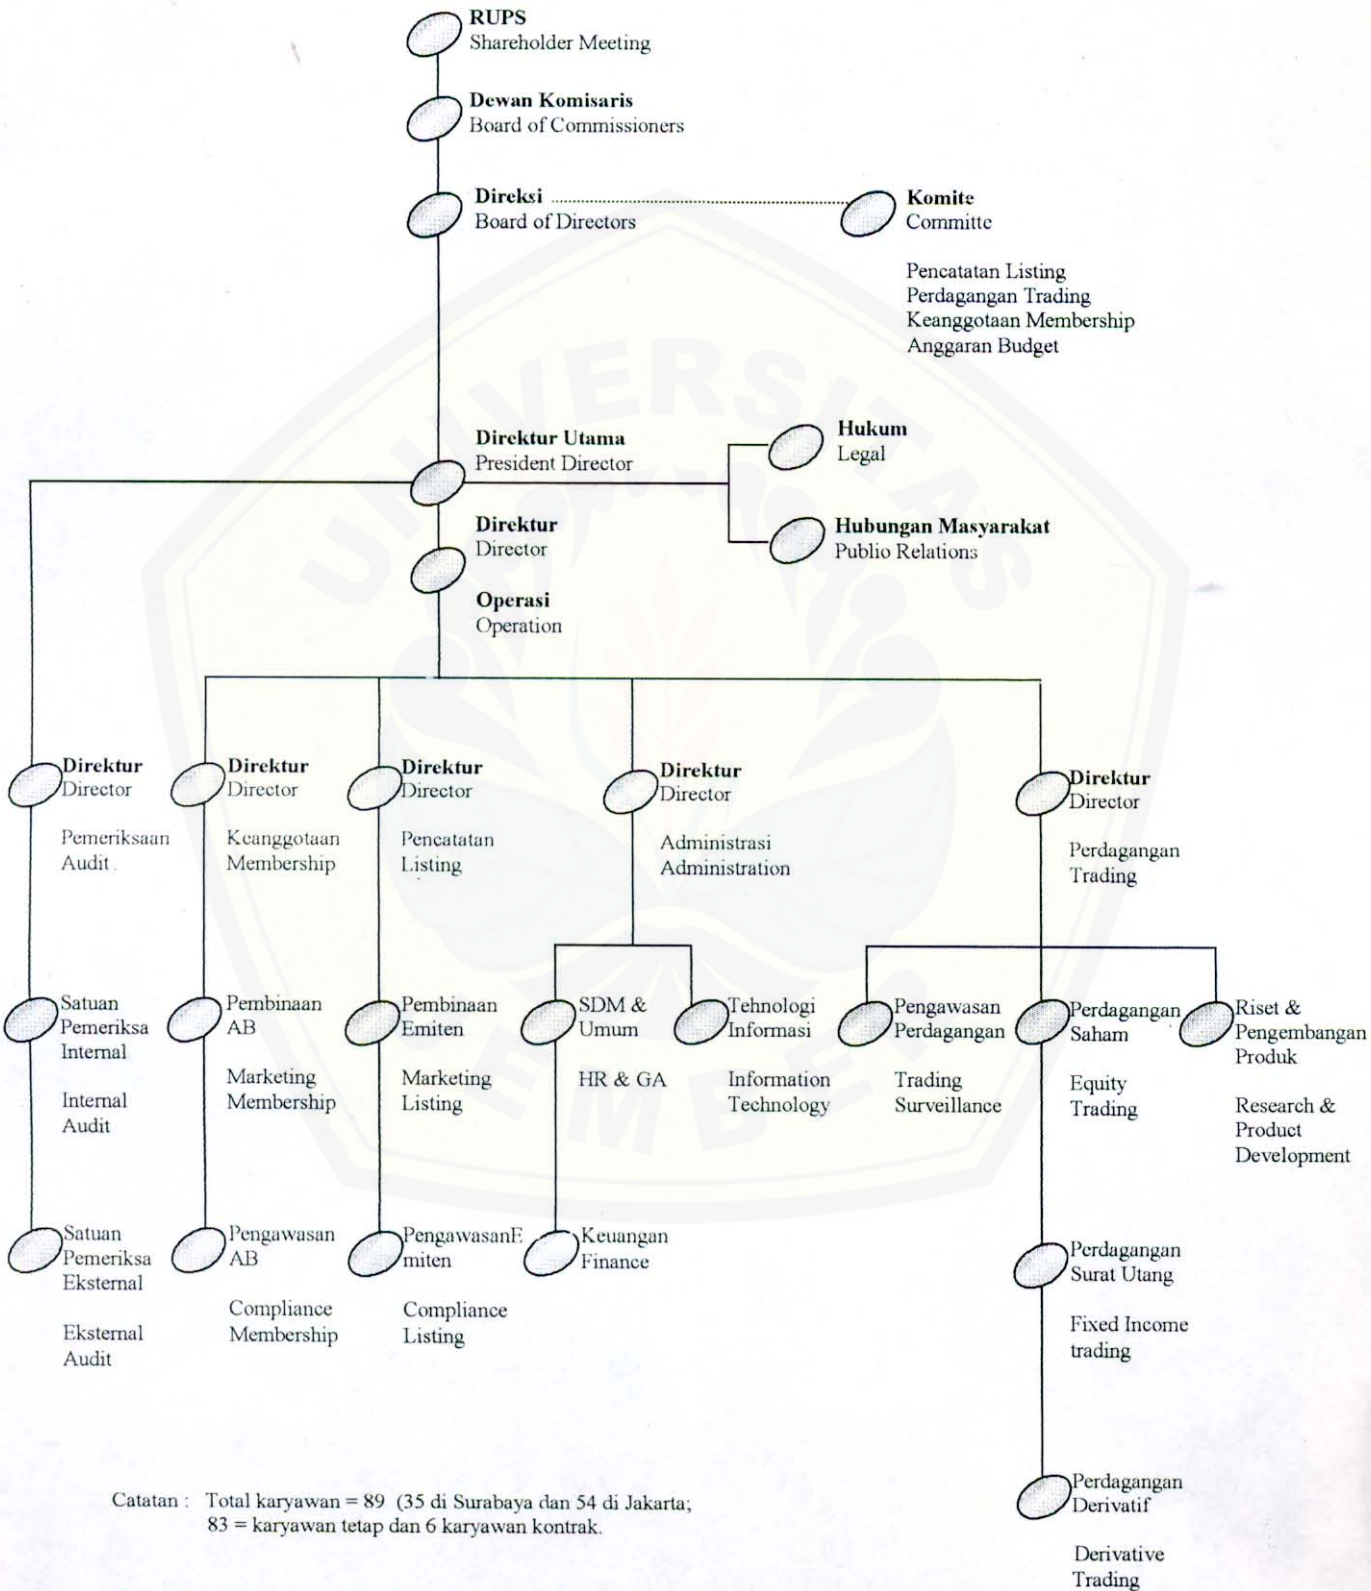 RUPS
Shareholder Meeting
Dewan Komisaris
Board of Commissioners
Direksi
Board of Directors
Komite
Committe
Pencatatan Listing
Perdagangan Trading
Keanggotaan Membership
Anggaran Budget
Direktur Utama
President Director
Hukum
Legal
Hubungan Masyarakat
Publio Relations
Direktur
Director
Operasi
Operation
UNIVERSITAS
Direktur
Director
Pemeriksaan
Audit
Direktur
Director
Keanggotaan
Membership
Direktur
Director
Pencatatan
Listing
Direktur
Director
Administrasi
Administration
Direktur
Director
Perdagangan
Trading
Satuan
Pemeriksa
Internal
Internal
Audit
Pembinaan
AB
Marketing
Membership
Pembinaan
Emiten
Marketing
Listing
SDM &
Umum
HR & GA
Tehnologi
Informasi
Information
Technology
Pengawasan
Perdagangan
Trading
Surveillance
Perdagangan
Saham
Equity
Trading
Riset &
Pengembangan
Produk
Research &
Product
Development
JEMBER
Satuan
Pemeriksa
Eksternal
Eksternal
Audit
Pengawasan
AB
Compliance
Membership
PengawasanE
miten
Compliance
Listing
Keuangan
Finance
Perdagangan
Surat Utang
Fixed Income
trading
Perdagangan
Derivatif
Derivative
Trading
Catatan : Total karyawan = 89 (35 di Surabaya dan 54 di Jakarta;
83 = karyawan tetap dan 6 karyawan kontrak.